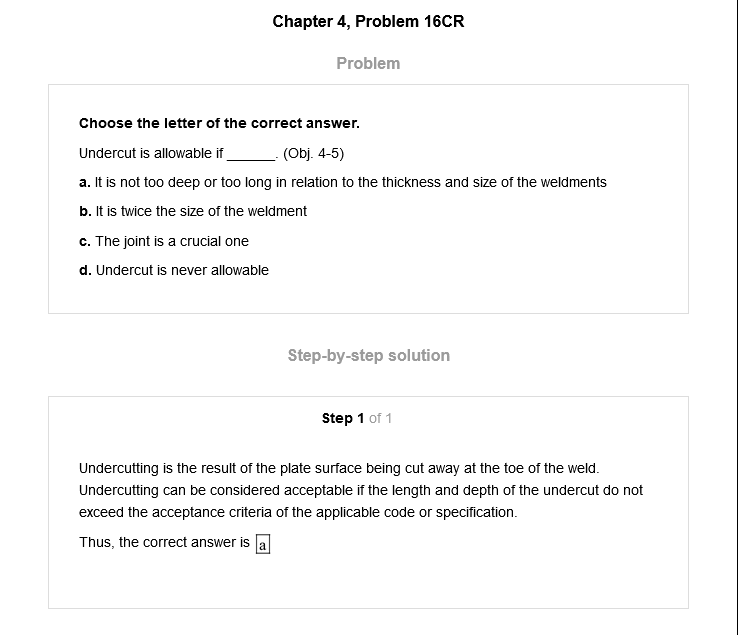 Chapter 4, Problem 16CR
Problem
Choose the letter of the correct answer.
Undercut is allowable if ______. (Obj. 4-5)
a. It is not too deep or too long in relation to the thickness and size of the weldments
b. It is twice the size of the weldment
c. The joint is a crucial one
d. Undercut is never allowable
Step-by-step solution
Step 1 of 1
Undercutting is the result of the plate surface being cut away at the toe of the weld.
Undercutting can be considered acceptable if the length and depth of the undercut do not
exceed the acceptance criteria of the applicable code or specification.
Thus, the correct answer is a